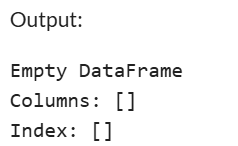 Output:
Empty DataFrame
Columns: []
Index: []